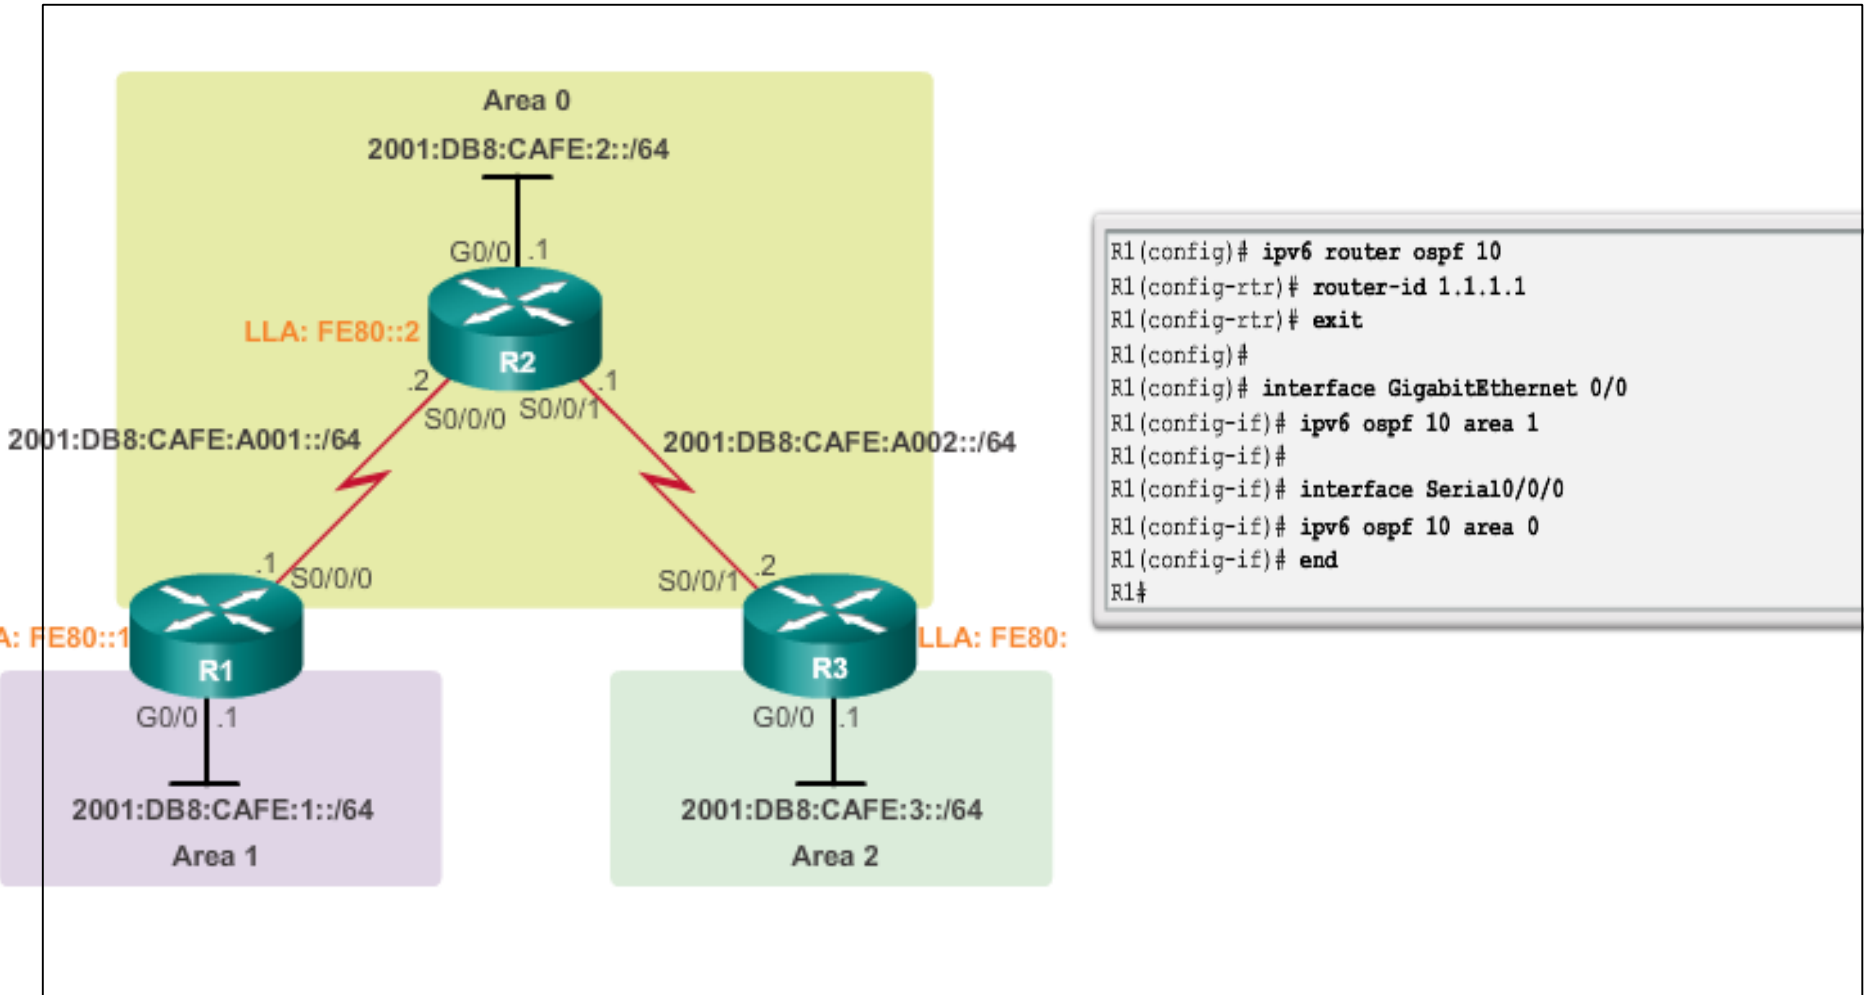 Area 0
2001:DB8:CAFE:2::/64
G0/0 .1
LLA: FE80::2
R2
.2 .1
S0/0/0 S0/0/1
2001:DB8:CAFE:A001::/64
2001:DB8:CAFE:A002::/64
.1 S0/0/0
S0/0/1 .2
A: FE80::1
R1
R3
LLA: FE80:
G0/0 .1
2001:DB8:CAFE:1::/64
Area 1
G0/0 .1
2001:DB8:CAFE:3::/64
Area 2
R1(config)# ipv6 router ospf 10
R1(config-rtr)# router-id 1.1.1.1
R1(config-rtr)# exit
R1(config)#
R1(config)# interface GigabitEthernet 0/0
R1(config-if)# ipv6 ospf 10 area 1
R1(config-if)#
R1(config-if)# interface Serial0/0/0
R1(config-if)# ipv6 ospf 10 area 0
R1(config-if)# end
R1#